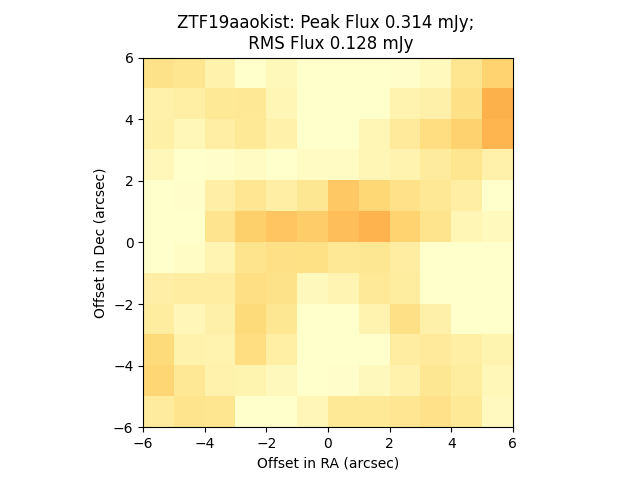 ZTF19aaokist: Peak Flux 0.314 mJy;
RMS Flux 0.128 mJy
6
4
2
0
−2
−4
−6
Offset in Dec (arcsec)
−6 −4 −2 0 2 4 6
Offset in RA (arcsec)